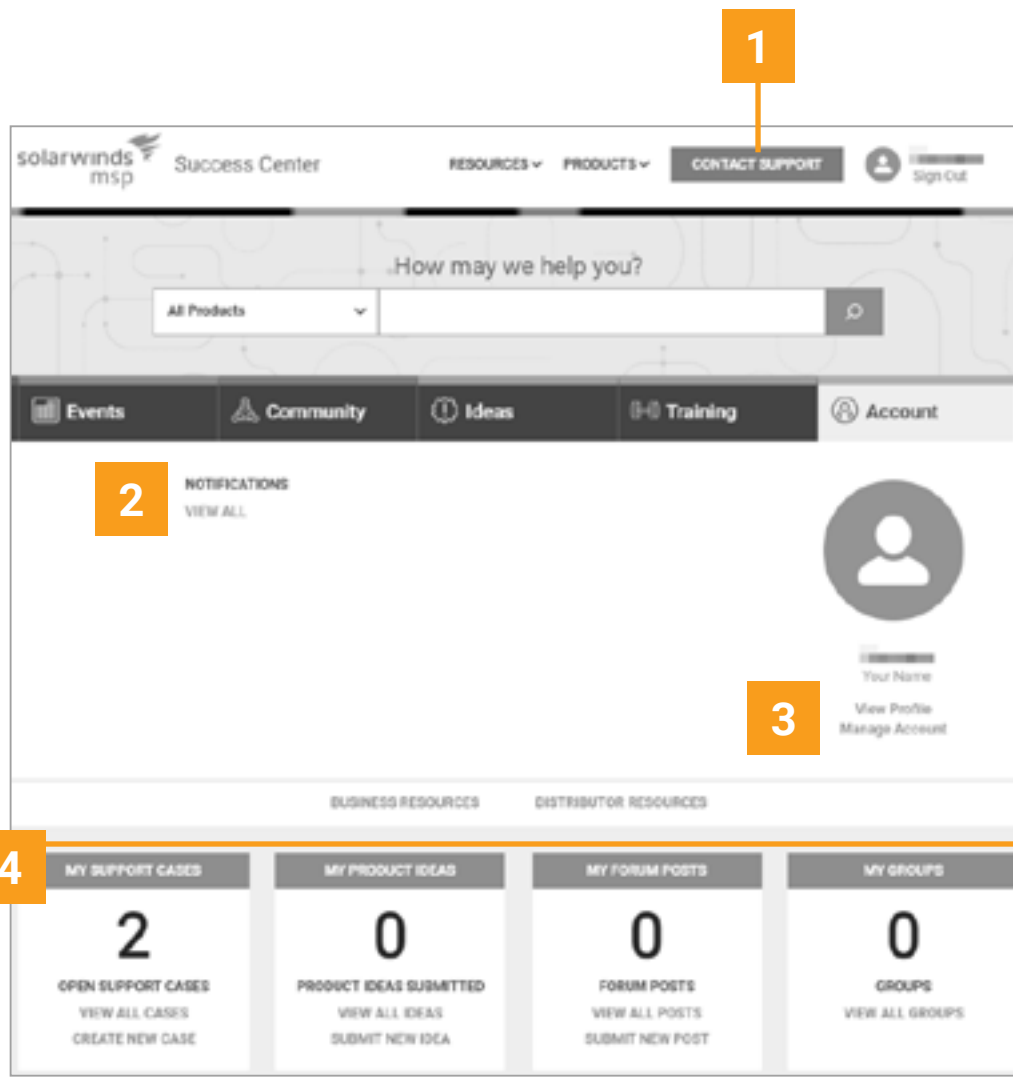 1
solarwinds msp Success Center RESOURCES PRODUCTS CONTACT SUPPORT Sign Out
How may we help you?
All Products
Events Community Ideas Training Account
2 NOTIFICATIONS
VIEW ALL
Your Name
3 View Profile
Manage Account
BUSINESS RESOURCES DISTRIBUTOR RESOURCES
4 MY SUPPORT CASES MY PRODUCT IDEAS MY FORUM POSTS MY GROUPS
2 0 0 0
OPEN SUPPORT CASES PRODUCT IDEAS SUBMITTED FORUM POSTS GROUPS
VIEW ALL CASES VIEW ALL IDEAS VIEW ALL POSTS VIEW ALL GROUPS
CREATE NEW CASE SUBMIT NEW IDEA SUBMIT NEW POST